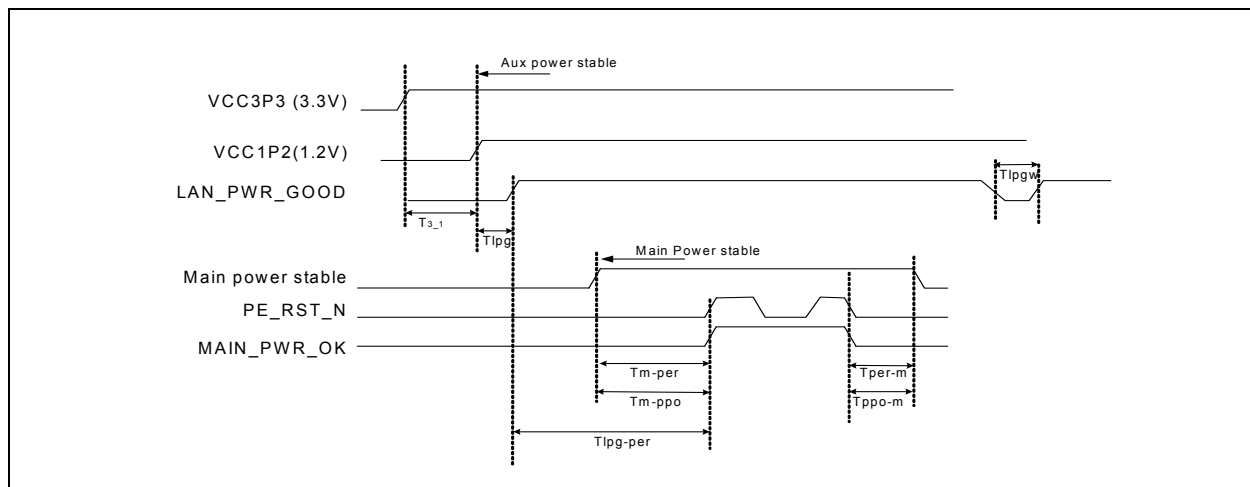 Aux power stable
VCC3P3 (3.3V)
VCC1P2(1.2V)
Tlpgw
LAN_PWR_GOOD
T3_1
Tlpg
Main Power stable
Main power stable
PE_RST_N
MAIN_PWR_OK
Tm-per
Tper-m
Tm-ppo
Tppo-m
Tlpg-per